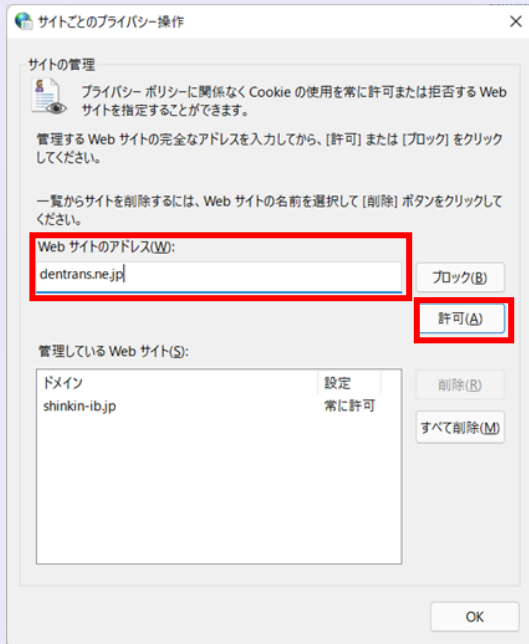 サイトごとのプライバシー操作
サイトの管理
プライバシー ポリシーに関係なく Cookie の使用を常に許可または拒否する Web
サイトを指定することができます。
管理する Web サイトの完全なアドレスを入力してから、[許可] または [ブロック] をクリック
してください。
一覧からサイトを削除するには、Web サイトの名前を選択して [削除] ボタンをクリックして
ください。
Web サイトのアドレス(W):
dentrans.ne.jp
ブロック(B)
許可(A)
管理している Web サイト(S):
ドメイン 設定
shinkin-ib.jp 常に許可
削除(R)
すべて削除(M)
OK